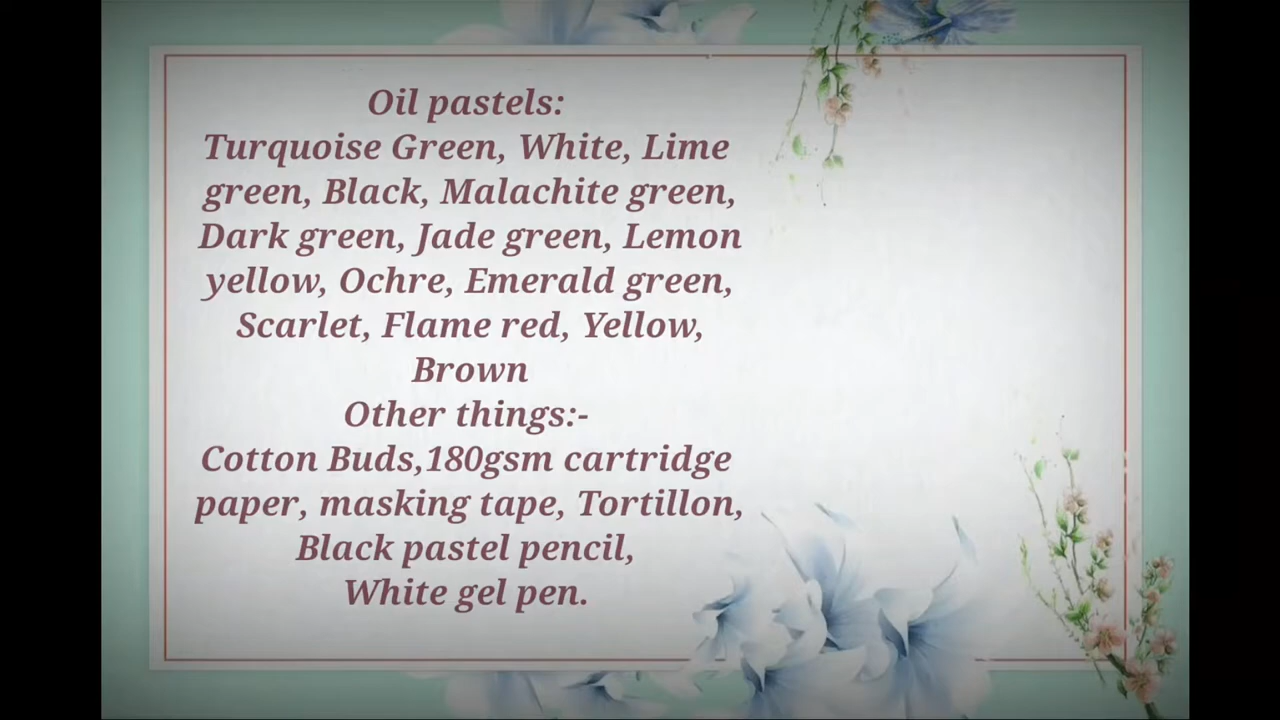 Oil pastels:
Turquoise Green, White, Lime
green, Black, Malachite green,
Dark green, Jade green, Lemon
yellow, Ochre, Emerald green,
Scarlet, Flame red, Yellow,
Brown
Other things:-
Cotton Buds,180gsm cartridge
paper, masking tape, Tortillon,
Black pastel pencil,
White gel pen.